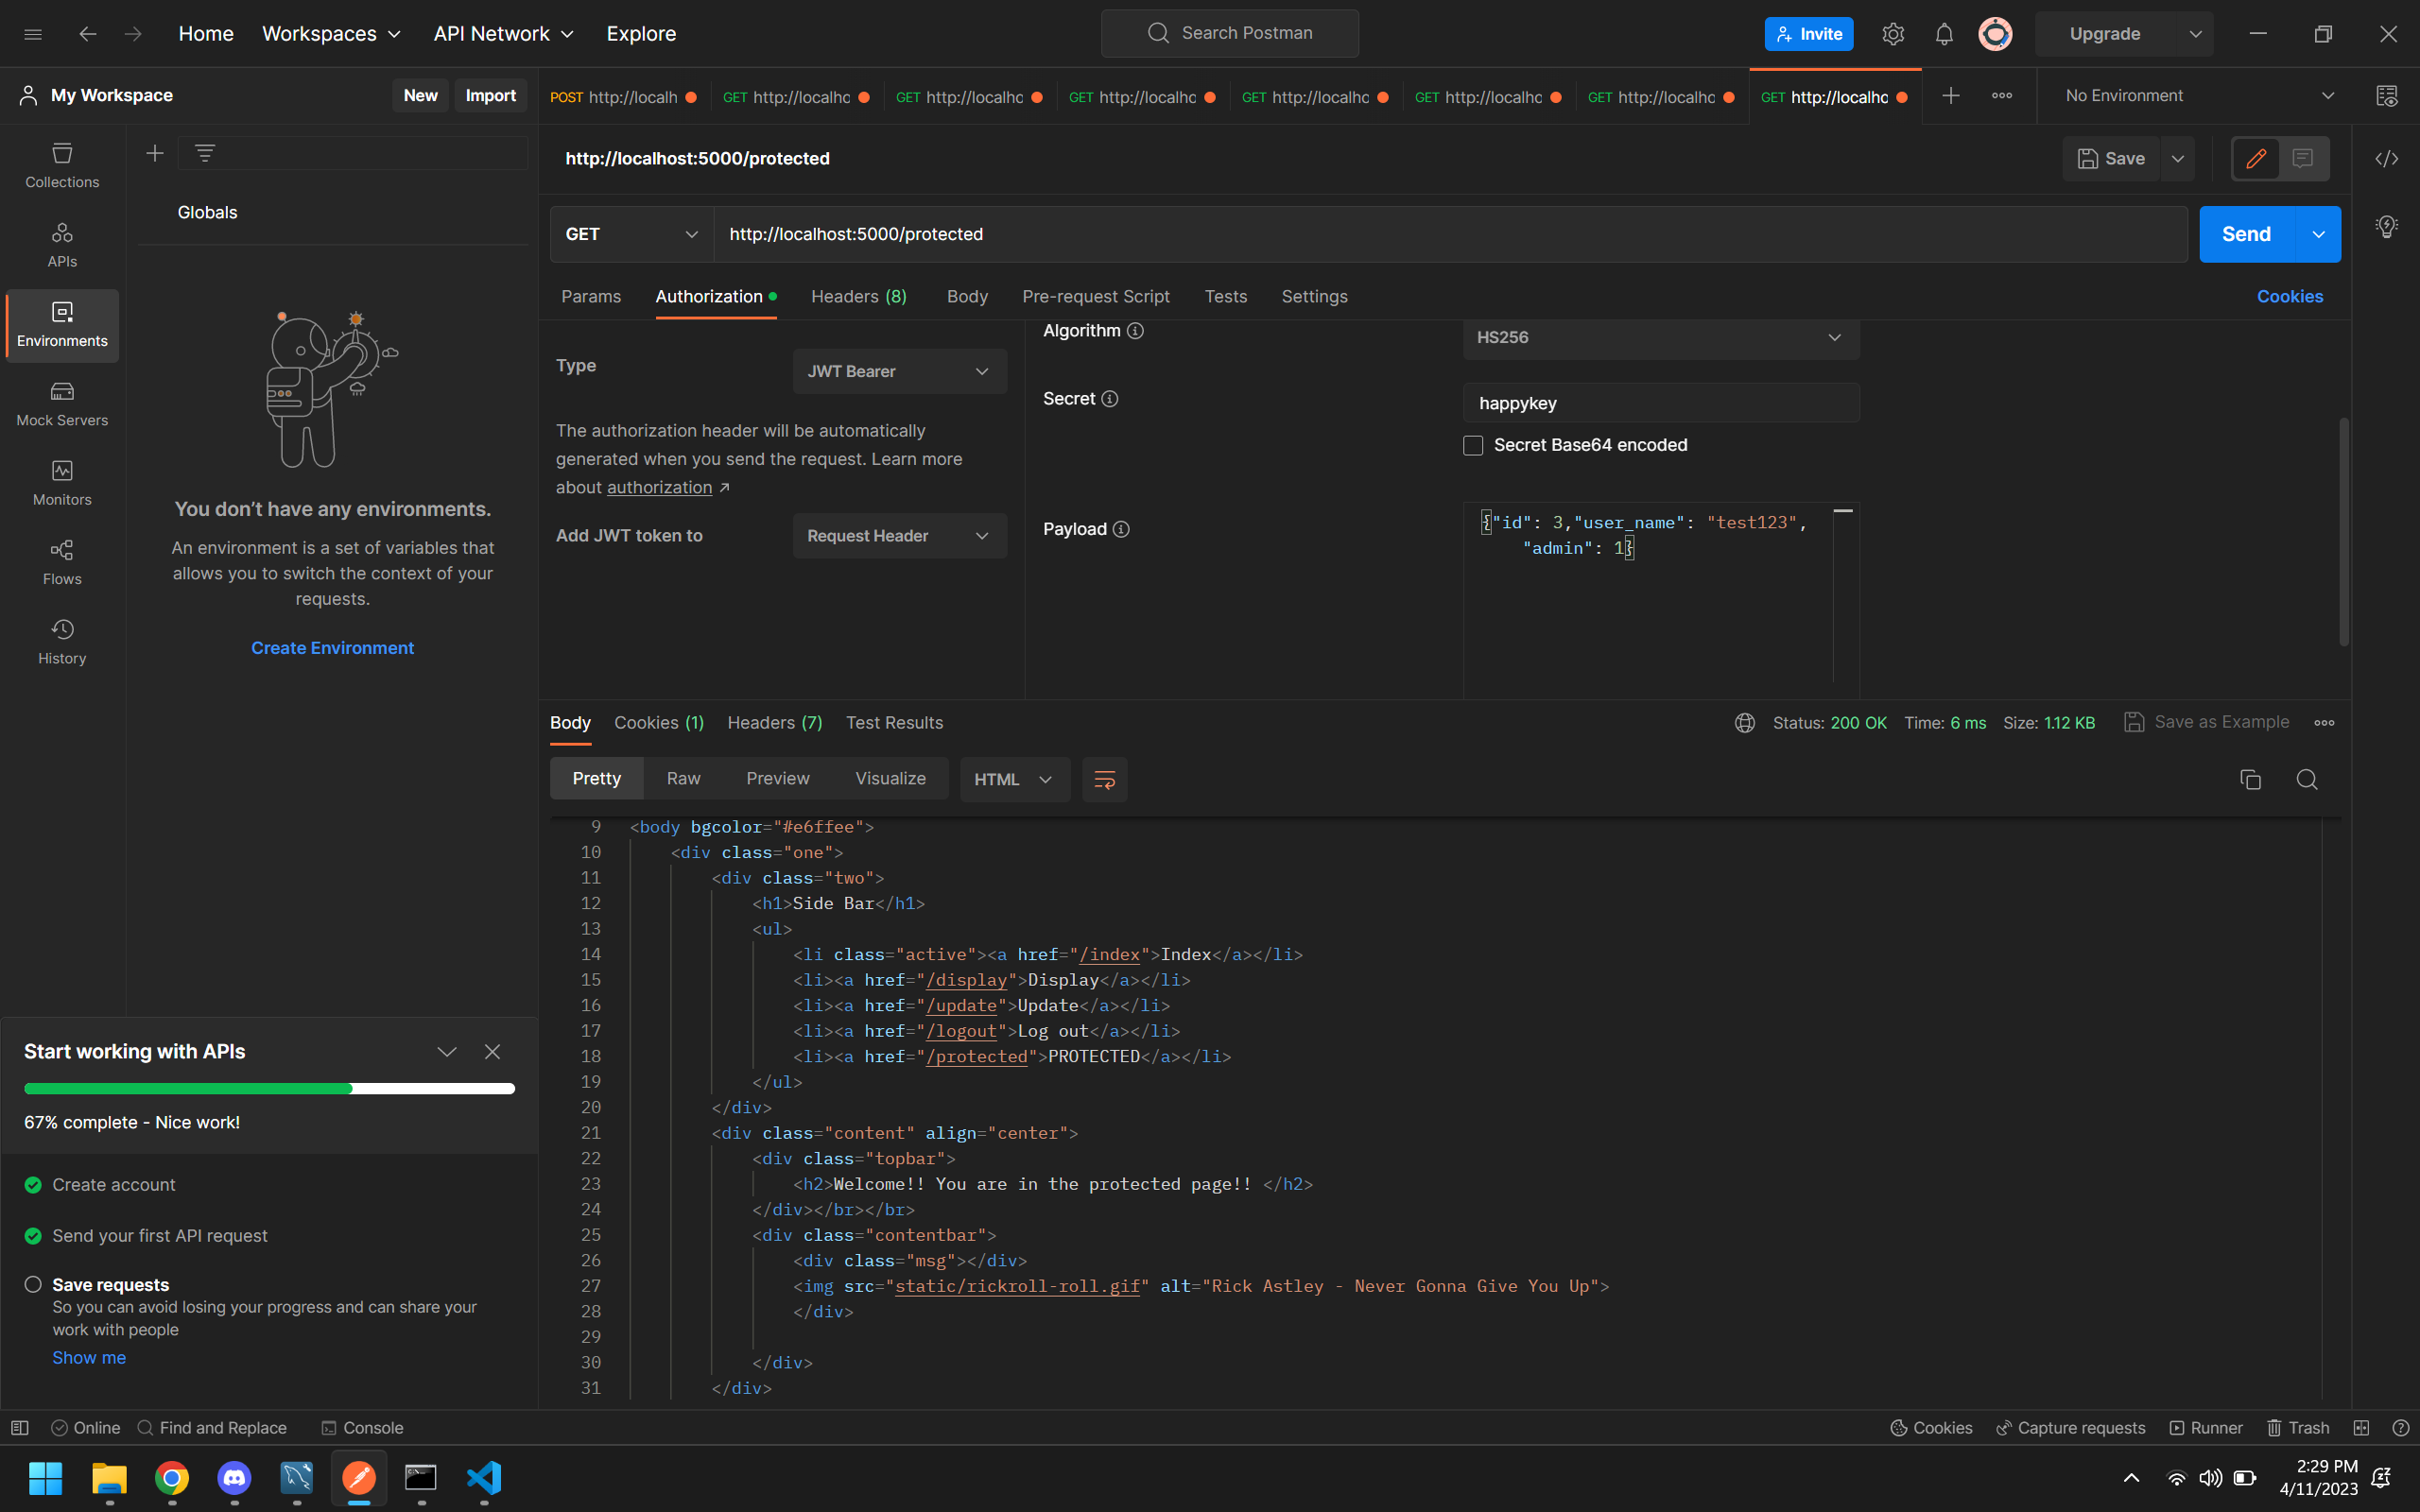 Home Workspaces API Network Explore Search Postman Invite Upgrade
My Workspace New Import POST http://localh GET http://localhc GET http://localhc GET http://localhc GET http://localhc GET http://localhc GET http://localhc GET http://localhc No Environment
Collections
APIs
Environments
Mock Servers
Monitors
Flows
History
Globals
You don't have any environments.
An environment is a set of variables that
allows you to switch the context of your
requests.
Create Environment
Start working with APIs
67% complete - Nice work!
Create account
Send your first API request
Save requests
So you can avoid losing your progress and can share your
work with people
Show me
http://localhost:5000/protected Save
GET http://localhost:5000/protected Send
Params Authorization Headers (8) Body Pre-request Script Tests Settings Cookies
Type JWT Bearer
The authorization header will be automatically
generated when you send the request. Learn more
about authorization ↗
Add JWT token to Request Header
Algorithm HS256
Secret happykey
Secret Base64 encoded
Payload {"id": 3,"user_name": "test123",
"admin": 1}
Body Cookies (1) Headers (7) Test Results Status: 200 OK Time: 6 ms Size: 1.12 KB Save as Example
Pretty Raw Preview Visualize HTML
9 <body bgcolor="#e6ffee">
10 <div class="one">
11 <div class="two">
12 <h1>Side Bar</h1>
13 <ul>
14 <li class="active"><a href="/index">Index</a></li>
15 <li><a href="/display">Display</a></li>
16 <li><a href="/update">Update</a></li>
17 <li><a href="/logout">Log out</a></li>
18 <li><a href="/protected">PROTECTED</a></li>
19 </ul>
20 </div>
21 <div class="content" align="center">
22 <div class="topbar">
23 <h2>Welcome!! You are in the protected page!! </h2>
24 </div></br></br>
25 <div class="contentbar">
26 <div class="msg"></div>
27 <img src="static/rickroll-roll.gif" alt="Rick Astley - Never Gonna Give You Up">
28 </div>
29
30 </div>
31 </div>
Online Find and Replace Console Cookies Capture requests Runner Trash
2:29 PM
4/11/2023